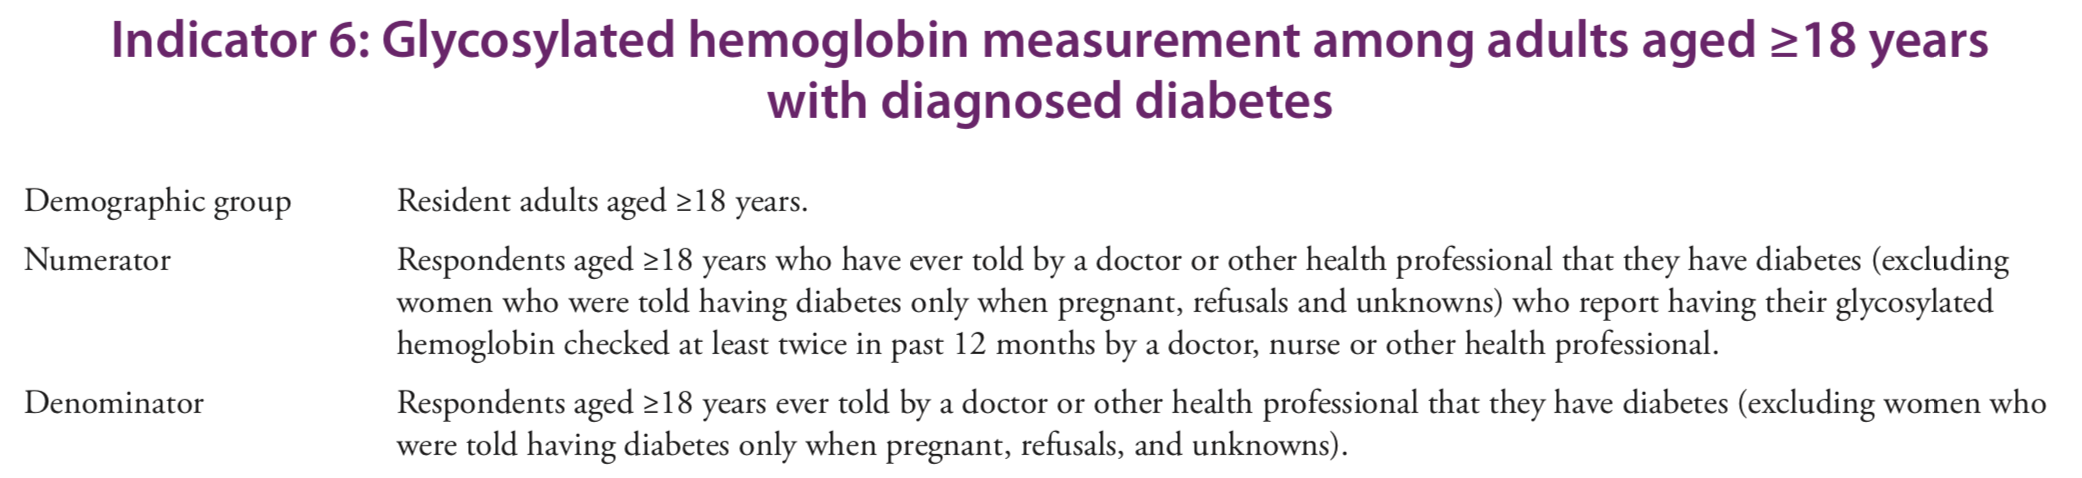 Indicator 6: Glycosylated hemoglobin measurement among adults aged ≥18 years
with diagnosed diabetes
Demographic group Resident adults aged ≥18 years.
Numerator Respondents aged ≥18 years who have ever told by a doctor or other health professional that they have diabetes (excluding
women who were told having diabetes only when pregnant, refusals and unknowns) who report having their glycosylated
hemoglobin checked at least twice in past 12 months by a doctor, nurse or other health professional.
Denominator Respondents aged ≥18 years ever told by a doctor or other health professional that they have diabetes (excluding women who
were told having diabetes only when pregnant, refusals, and unknowns).